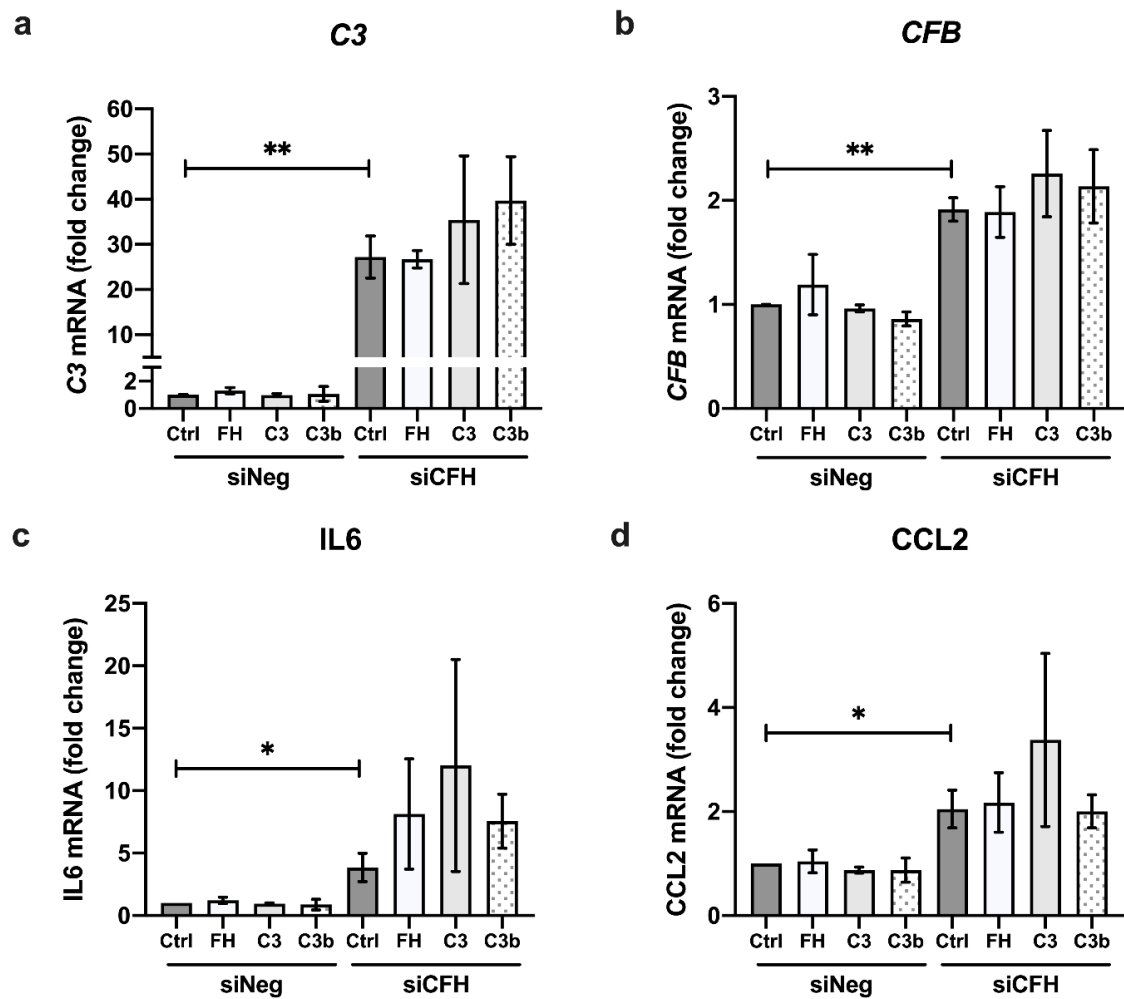 a
C3
C3 mRNA (fold change)
60
50
40
30
20
10
2
0
**
Ctrl FH C3 C3b Ctrl FH C3 C3b
siNeg siCFH
b
CFB
CFB mRNA (fold change)
3
2
1
0
**
Ctrl FH C3 C3b Ctrl FH C3 C3b
siNeg siCFH
c
IL6
IL6 mRNA (fold change)
25
20
15
10
5
0
*
Ctrl FH C3 C3b Ctrl FH C3 C3b
siNeg siCFH
d
CCL2
CCL2 mRNA (fold change)
6
4
2
0
*
Ctrl FH C3 C3b Ctrl FH C3 C3b
siNeg siCFH